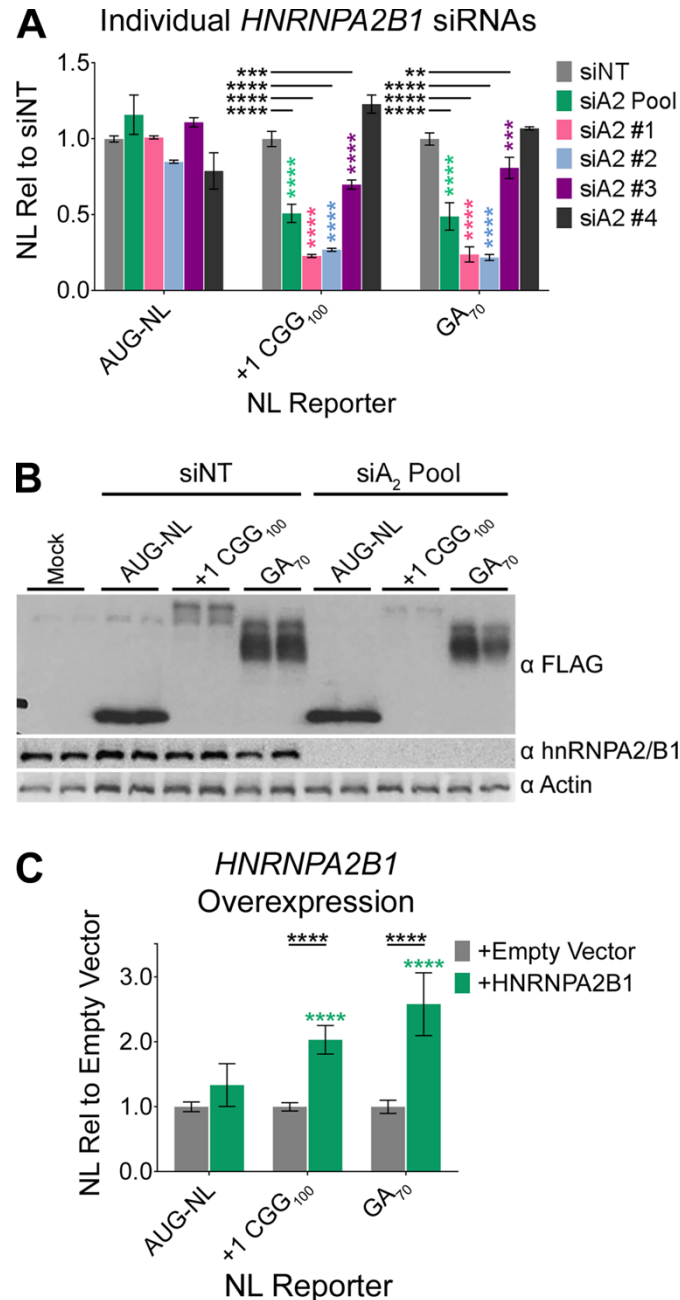 A
Individual HNRNPA2B1 siRNAs
NL Rel to siNT
1.5
1.0
0.5
0.0
***
****
****
****
**
****
****
****
****
****
****
****
****
****
****
***
siNT
siA2 Pool
siA2 #1
siA2 #2
siA2 #3
siA2 #4
AUG-NL
+1 CGG100
GA70
NL Reporter
B
siNT
siA2 Pool
Mock
AUG-NL
+1 CGG100
GA70
AUG-NL
+1 CGG100
GA70
α FLAG
α hnRNPA2/B1
α Actin
C
HNRNPA2B1
Overexpression
NL Rel to Empty Vector
3.0
2.0
1.0
0.0
****
****
****
****
+Empty Vector
+HNRNPA2B1
AUG-NL
+1 CGG100
GA70
NL Reporter